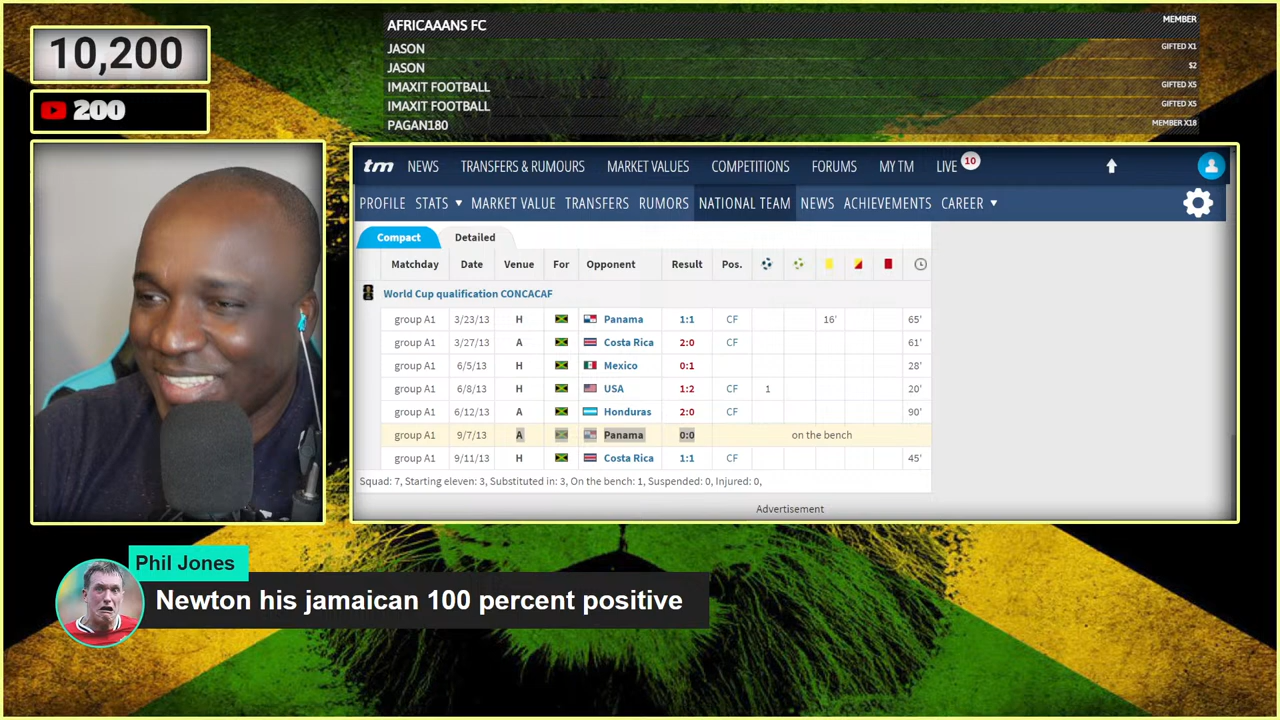 10,200
200
AFRICAAANS FC MEMBER
JASON GIFTED X1
JASON $2
IMAXIT FOOTBALL GIFTED X5
IMAXIT FOOTBALL GIFTED X5
PAGAN180 MEMBER X18
tm NEWS TRANSFERS & RUMOURS MARKET VALUES COMPETITIONS FORUMS MY TM LIVE 10
PROFILE STATS MARKET VALUE TRANSFERS RUMORS NATIONAL TEAM NEWS ACHIEVEMENTS CAREER
Compact Detailed
Matchday Date Venue For Opponent Result Pos.
World Cup qualification CONCACAF
group A1 3/23/13 H Panama 1:1 CF 16' 65'
group A1 3/27/13 A Costa Rica 2:0 CF 61'
group A1 6/5/13 H Mexico 0:1 28'
group A1 6/8/13 H USA 1:2 CF 1 20'
group A1 6/12/13 A Honduras 2:0 CF 90'
group A1 9/7/13 A Panama 0:0 on the bench
group A1 9/11/13 H Costa Rica 1:1 CF 45'
Squad: 7, Starting eleven: 3, Substituted in: 3, On the bench: 1, Suspended: 0, Injured: 0,
Advertisement
Phil Jones
Newton his jamaican 100 percent positive